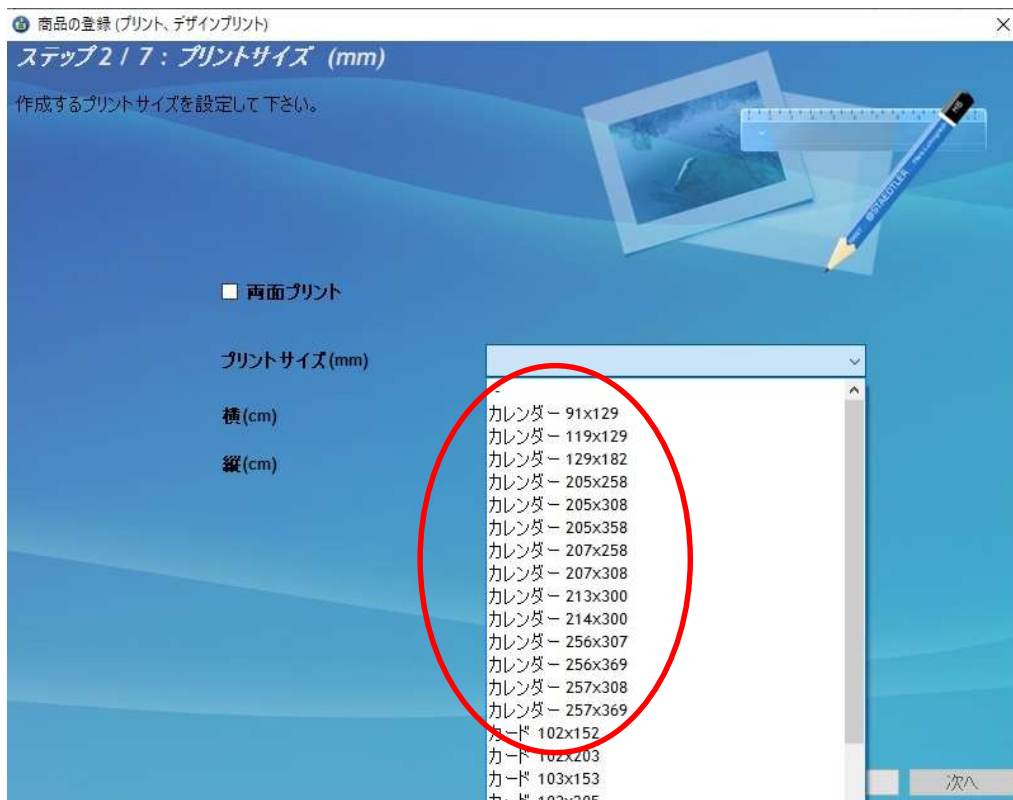 商品の登録 (プリント、デザインプリント)
ステップ2 / 7 : プリントサイズ (mm)
作成するプリントサイズを設定して下さい。
HB
STAEDTLER
両面プリント
プリントサイズ(mm)
-
横(cm)
カレンダー 91x129
カレンダー 119x129
縦(cm)
カレンダー 129x182
カレンダー 205x258
カレンダー 205x308
カレンダー 205x358
カレンダー 207x258
カレンダー 207x308
カレンダー 213x300
カレンダー 214x300
カレンダー 256x307
カレンダー 256x369
カレンダー 257x308
カレンダー 257x369
カード 102x152
カード 102x203
カード 103x153
次へ